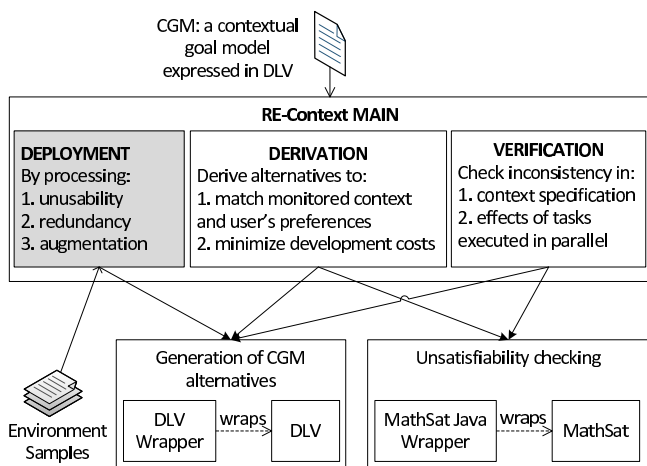 CGM: a contextual
goal model
expressed in DLV
RE-Context MAIN
DEPLOYMENT
By processing:
1. unusability
2. redundancy
3. augmentation
DERIVATION
Derive alternatives to:
1. match monitored context
and user's preferences
2. minimize development costs
VERIFICATION
Check inconsistency in:
1. context specification
2. effects of tasks
executed in parallel
Environment
Samples
Generation of CGM
alternatives
DLV
Wrapper
wraps
DLV
Unsatisfiability checking
MathSat Java
Wrapper
wraps
MathSat